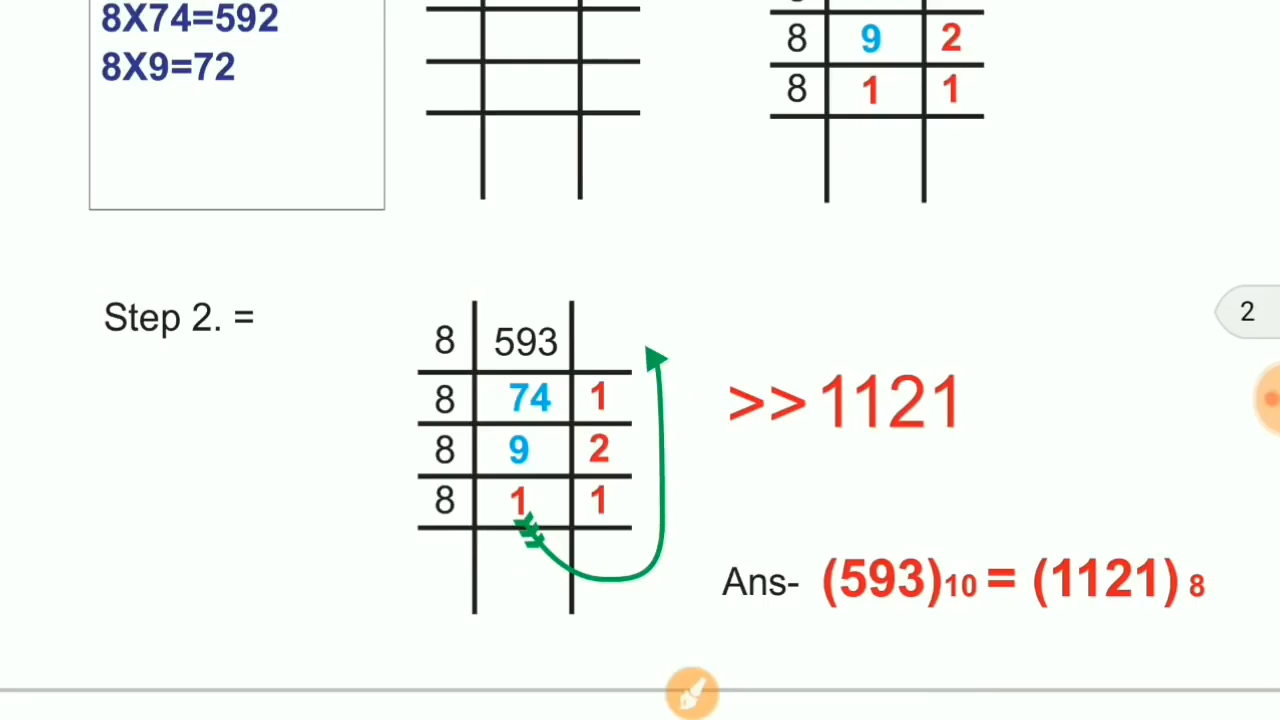 8X74=592
8X9=72
8 9 2
8 1 1
Step 2. =
8 593
8 74 1
8 9 2
8 1 1
>>1121
2
Ans- (593)10 = (1121) 8